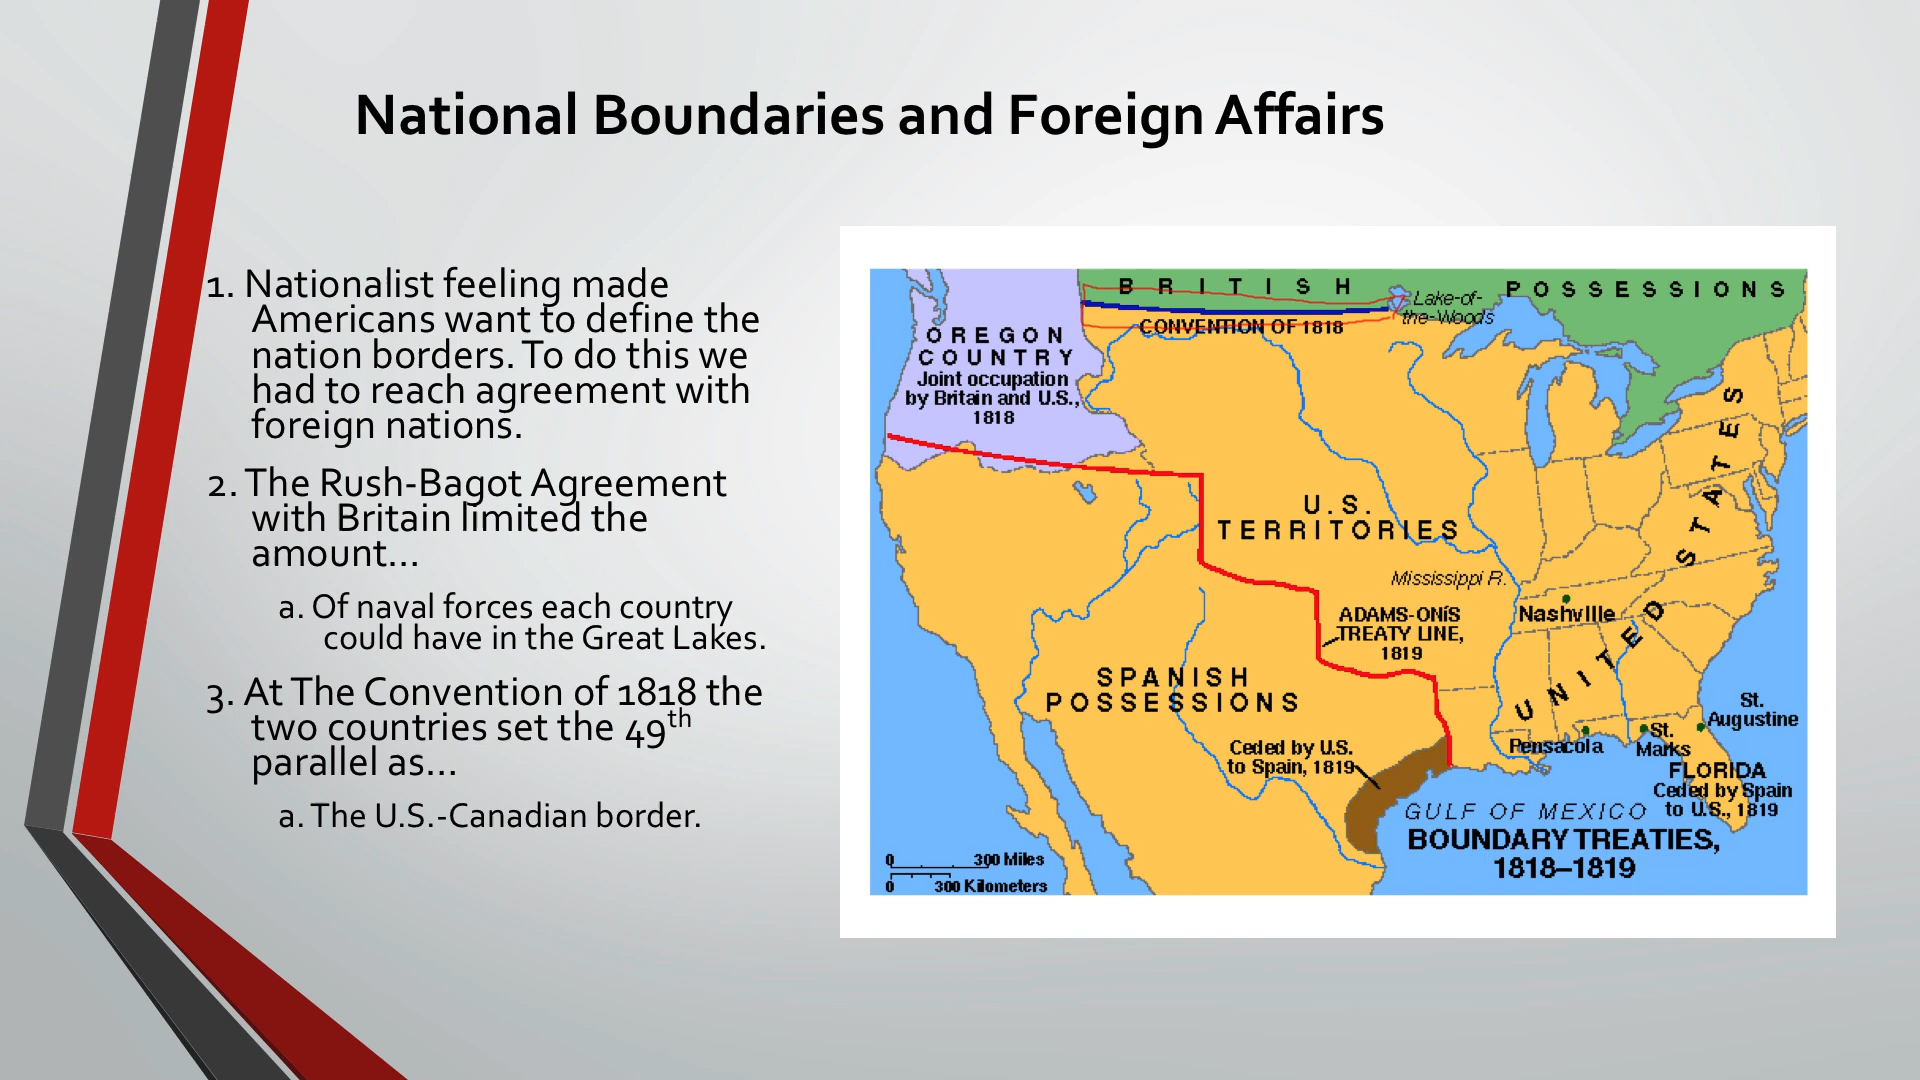 National Boundaries and Foreign Affairs
1. Nationalist feeling made
Americans want to define the
nation borders. To do this we
had to reach agreement with
foreign nations.
2. The Rush-Bagot Agreement
with Britain limited the
amount…
a. Of naval forces each country
could have in the Great Lakes.
3. At The Convention of 1818 the
two countries set the 49th
parallel as…
a. The U.S.-Canadian border.
BRITISH POSSESSIONS
Lake-of-
the-Woods
CONVENTION OF 1818
OREGON
COUNTRY
Joint occupation
by Britain and U.S.,
1818
U.S.
TERRITORIES
UNITED STATES
Mississippi R.
Nashville
ADAMS-ONíS
TREATY LINE,
1819
SPANISH
POSSESSIONS
St.
Augustine
St.
Marks
Pensacola
Ceded by U.S.
to Spain, 1819
FLORIDA
Ceded by Spain
to U.S., 1819
GULF OF MEXICO
BOUNDARY TREATIES,
1818–1819
0 300 Miles
0 300 Kilometers